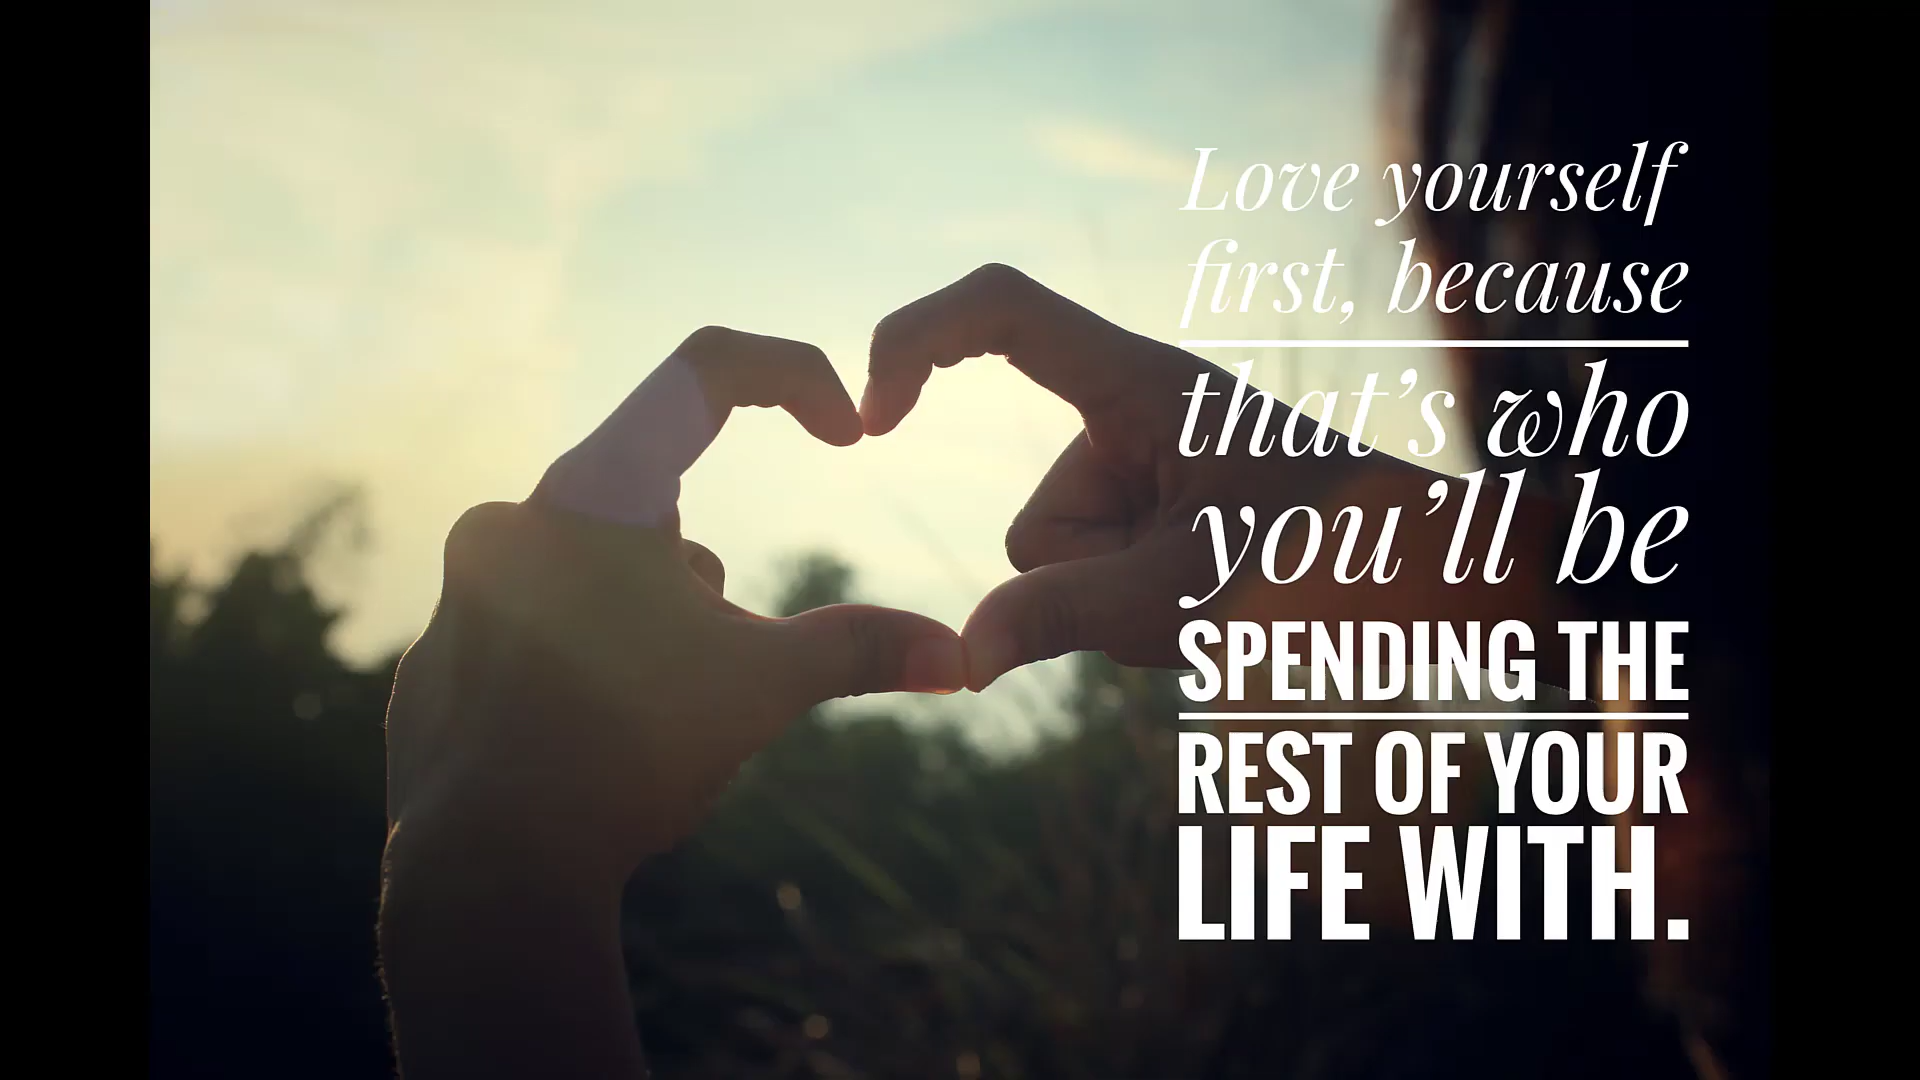 Love yourself
first, because
that’s who
you’ll be
SPENDING THE
REST OF YOUR
LIFE WITH.